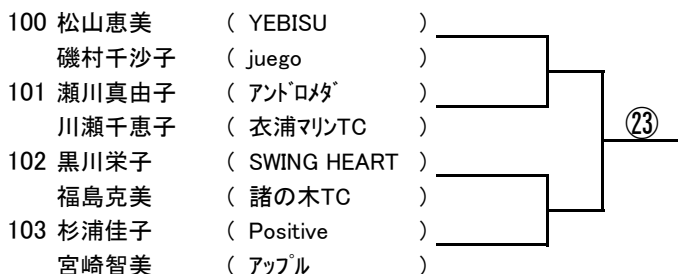 100 松山恵美 ( YEBISU )
磯村千沙子 ( juego )
101 瀬川真由子 ( ｱﾝﾄﾞﾛﾒﾀﾞ )
川瀬千恵子 ( 衣浦ﾏﾘﾝTC )
㉓
102 黒川栄子 ( SWING HEART )
福島克美 ( 諸の木TC )
103 杉浦佳子 ( Positive )
宮崎智美 ( ｱｯﾌﾟﾙ )